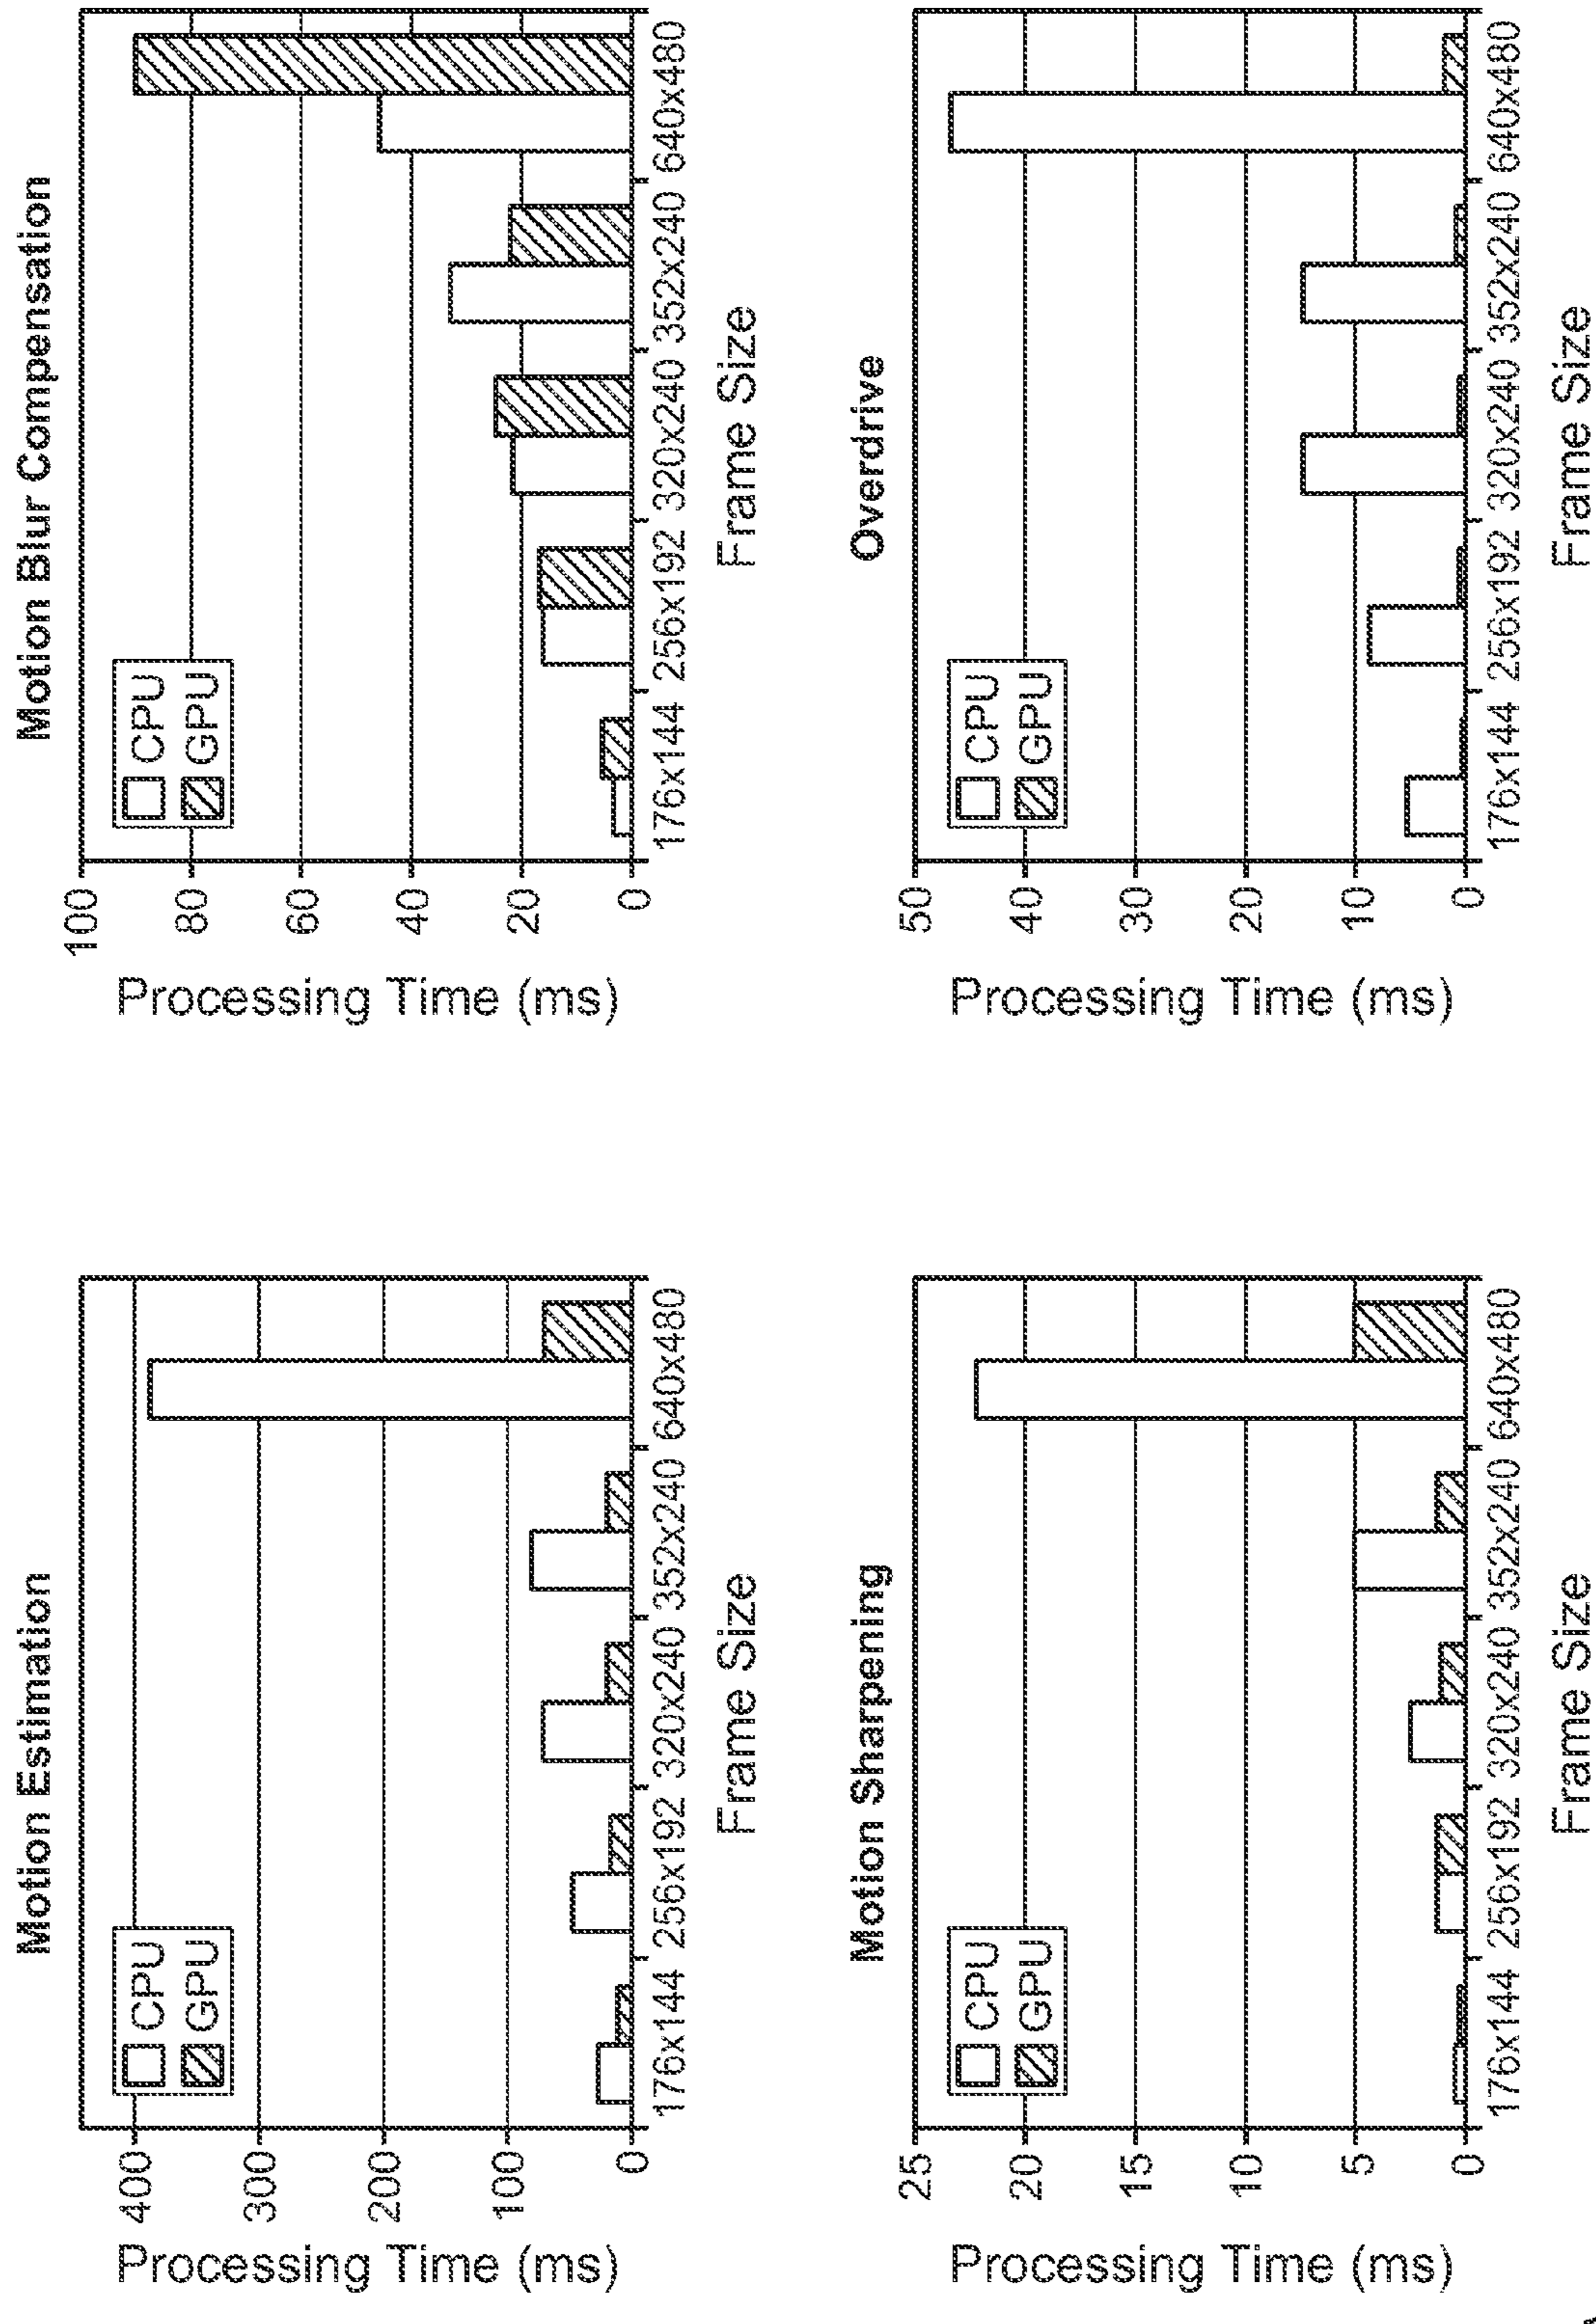 Motion Estimation
Processing Time (ms)
400
300
200
100
0
CPU
GPU
176x144 256x192 320x240 352x240 640x480
Frame Size
Motion Blur Compensation
Processing Time (ms)
100
80
60
40
20
0
CPU
GPU
176x144 256x192 320x240 352x240 640x480
Frame Size
Motion Sharpening
Processing Time (ms)
25
20
15
10
5
0
CPU
GPU
176x144 256x192 320x240 352x240 640x480
Frame Size
Overdrive
Processing Time (ms)
50
40
30
20
10
0
CPU
GPU
176x144 256x192 320x240 352x240 640x480
Frame Size